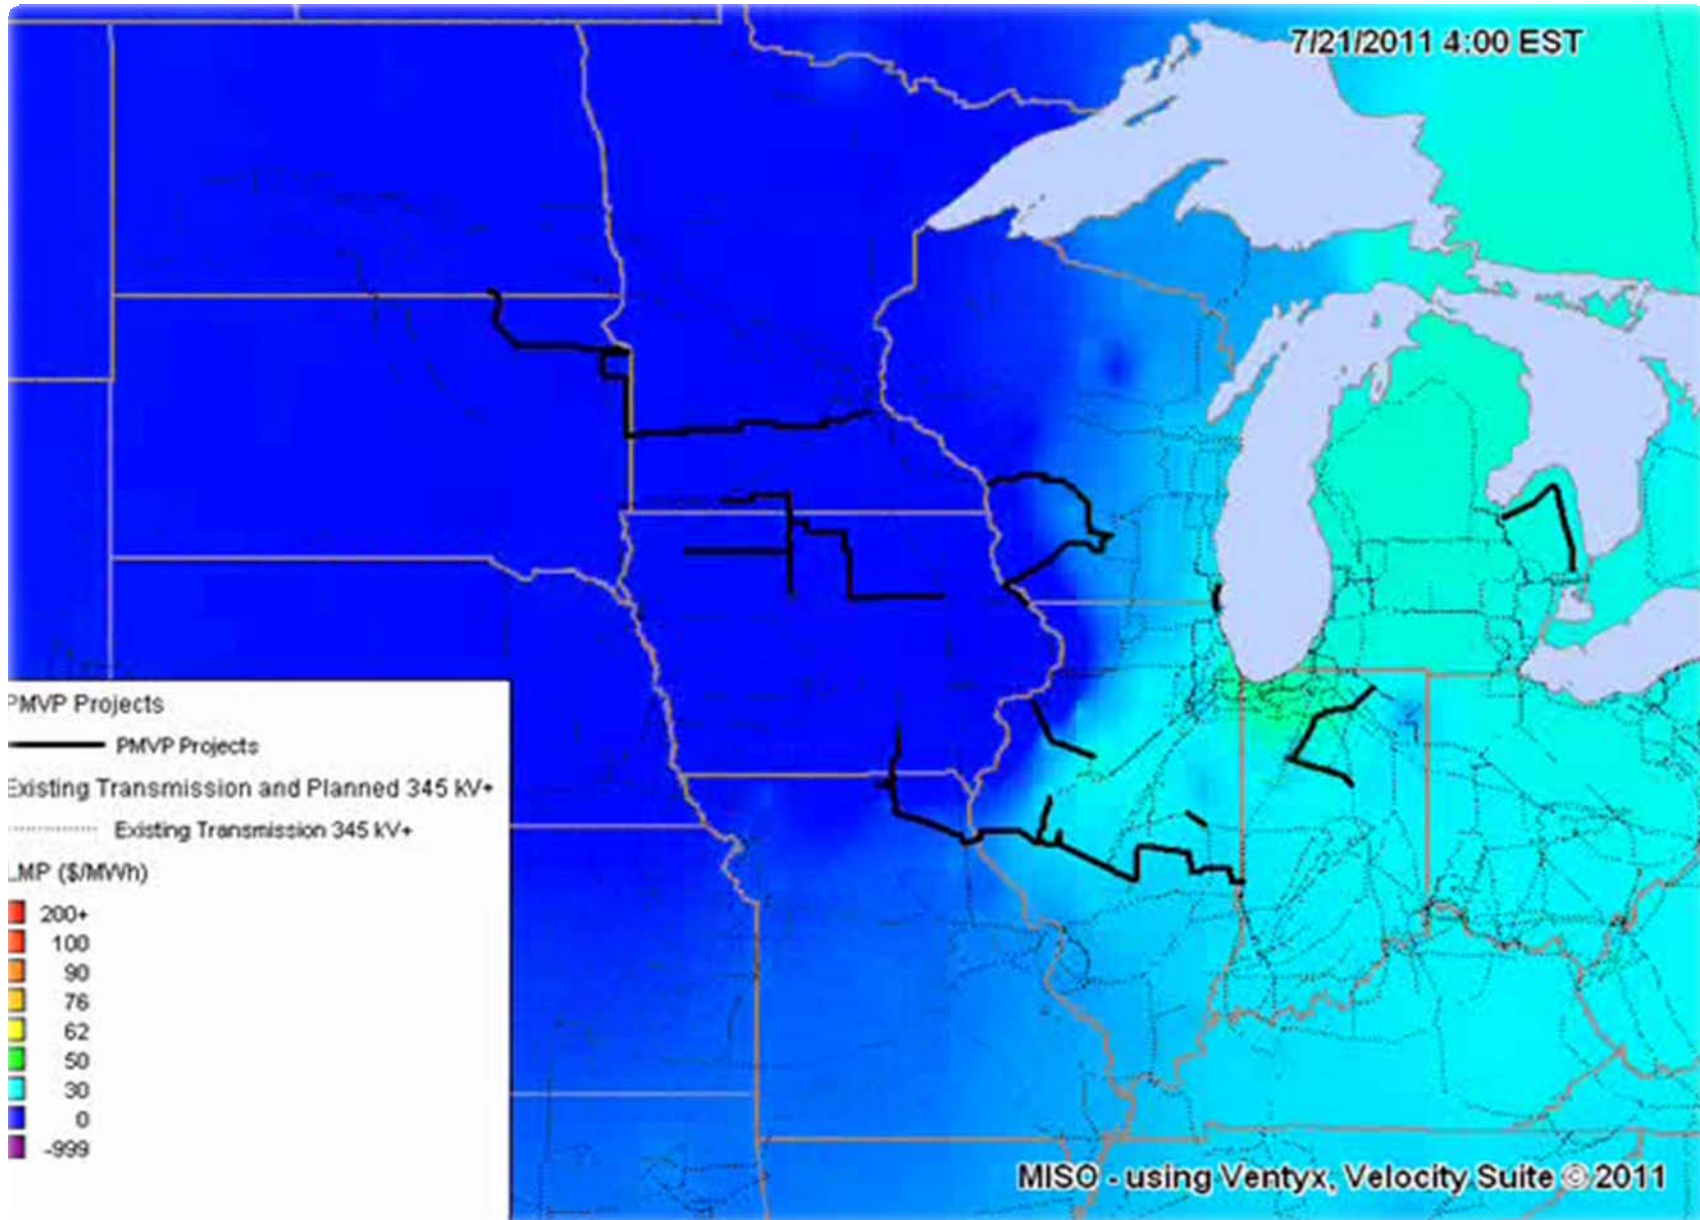 7/21/2011 4:00 EST
PMVP Projects
PMVP Projects
Existing Transmission and Planned 345 kV+
Existing Transmission 345 kV+
LMP ($/MWh)
200+
100
90
76
62
50
30
0
-999
MISO - using Ventyx, Velocity Suite © 2011